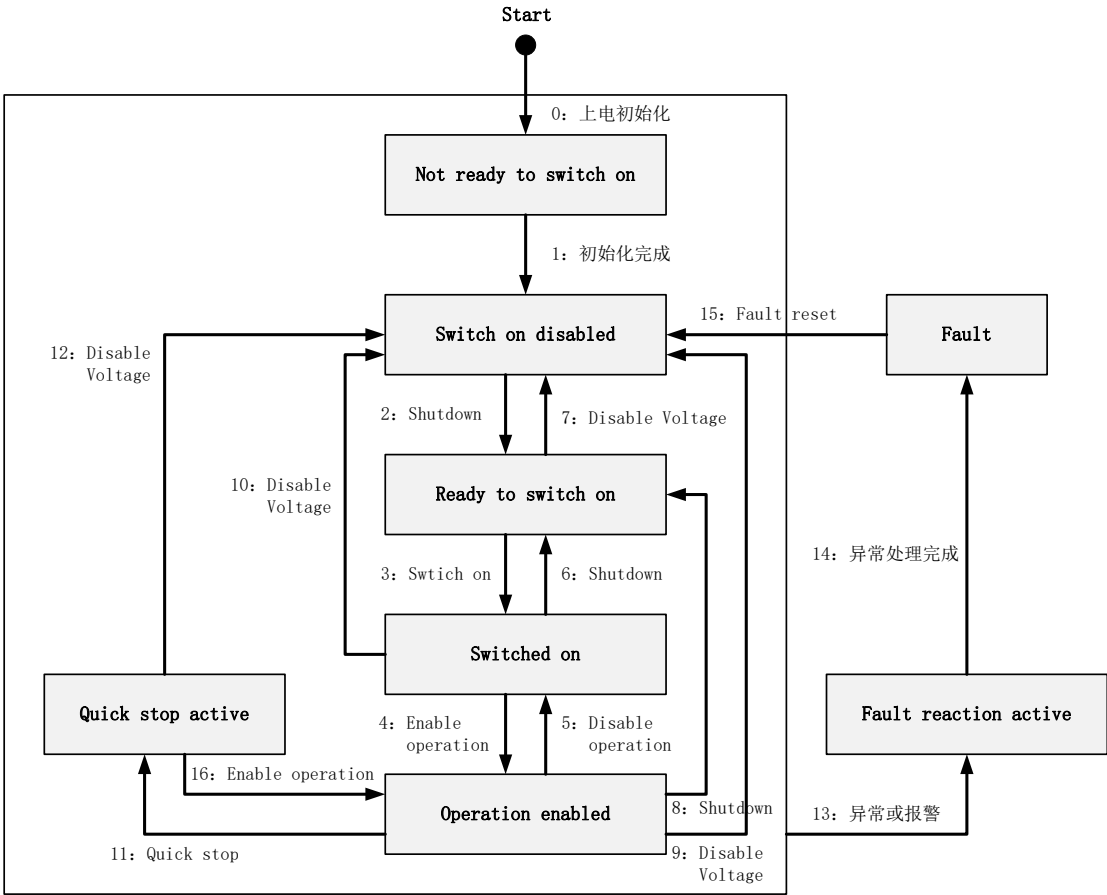 Start
0: 上电初始化
Not ready to switch on
1: 初始化完成
Switch on disabled
15: Fault reset
Fault
12: Disable
Voltage
2: Shutdown
7: Disable Voltage
10: Disable
Voltage
Ready to switch on
14: 异常处理完成
3: Swtich on
6: Shutdown
Switched on
Quick stop active
4: Enable
operation
5: Disable
operation
Fault reaction active
16: Enable operation
Operation enabled
8: Shutdown
13: 异常或报警
11: Quick stop
9: Disable
Voltage